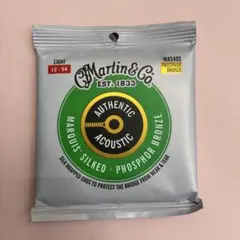 LIGHT
12 - 54
MA540S
PHOSPHOR
BRONZE
Martin & Co.
EST. 1833
AUTHENTIC
ACOUSTIC
MARQUIS SILKED · PHOSPHOR BRONZE
SILK WRAPPED ENDS TO PROTECT THE BRIDGE FROM WEAR & TEAR